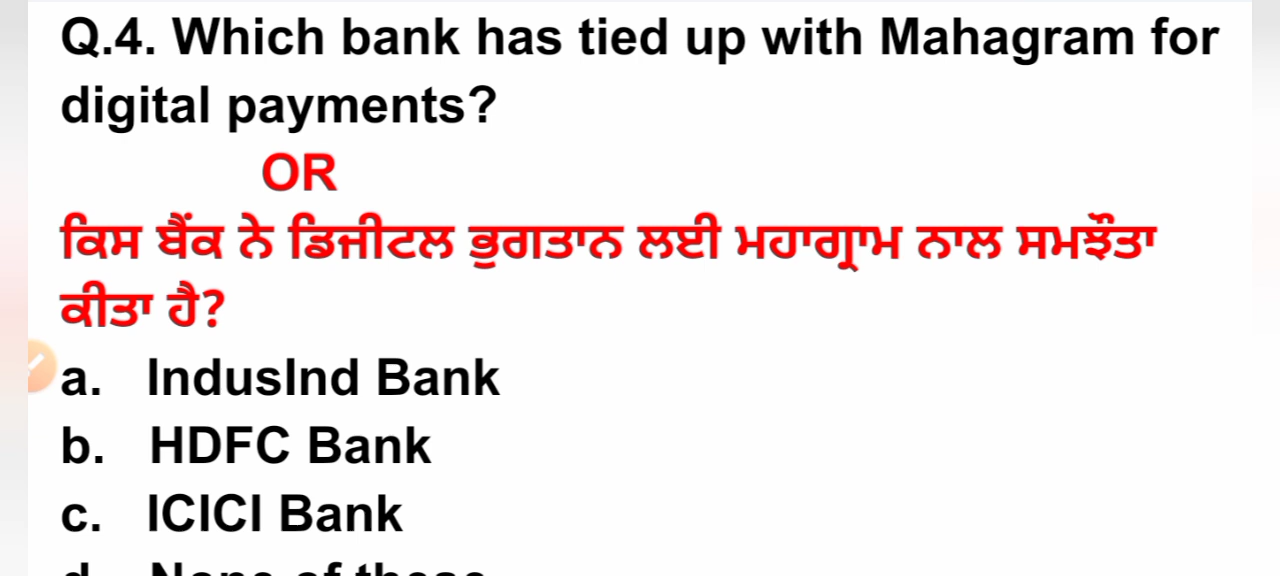 Q.4. Which bank has tied up with Mahagram for
digital payments?
OR
ਕਿਸ ਬੈਂਕ ਨੇ ਡਿਜੀਟਲ ਭੁਗਤਾਨ ਲਈ ਮਹਾਗ੍ਰਾਮ ਨਾਲ ਸਮਝੌਤਾ
ਕੀਤਾ ਹੈ?
a. IndusInd Bank
b. HDFC Bank
c. ICICI Bank
d. None of these